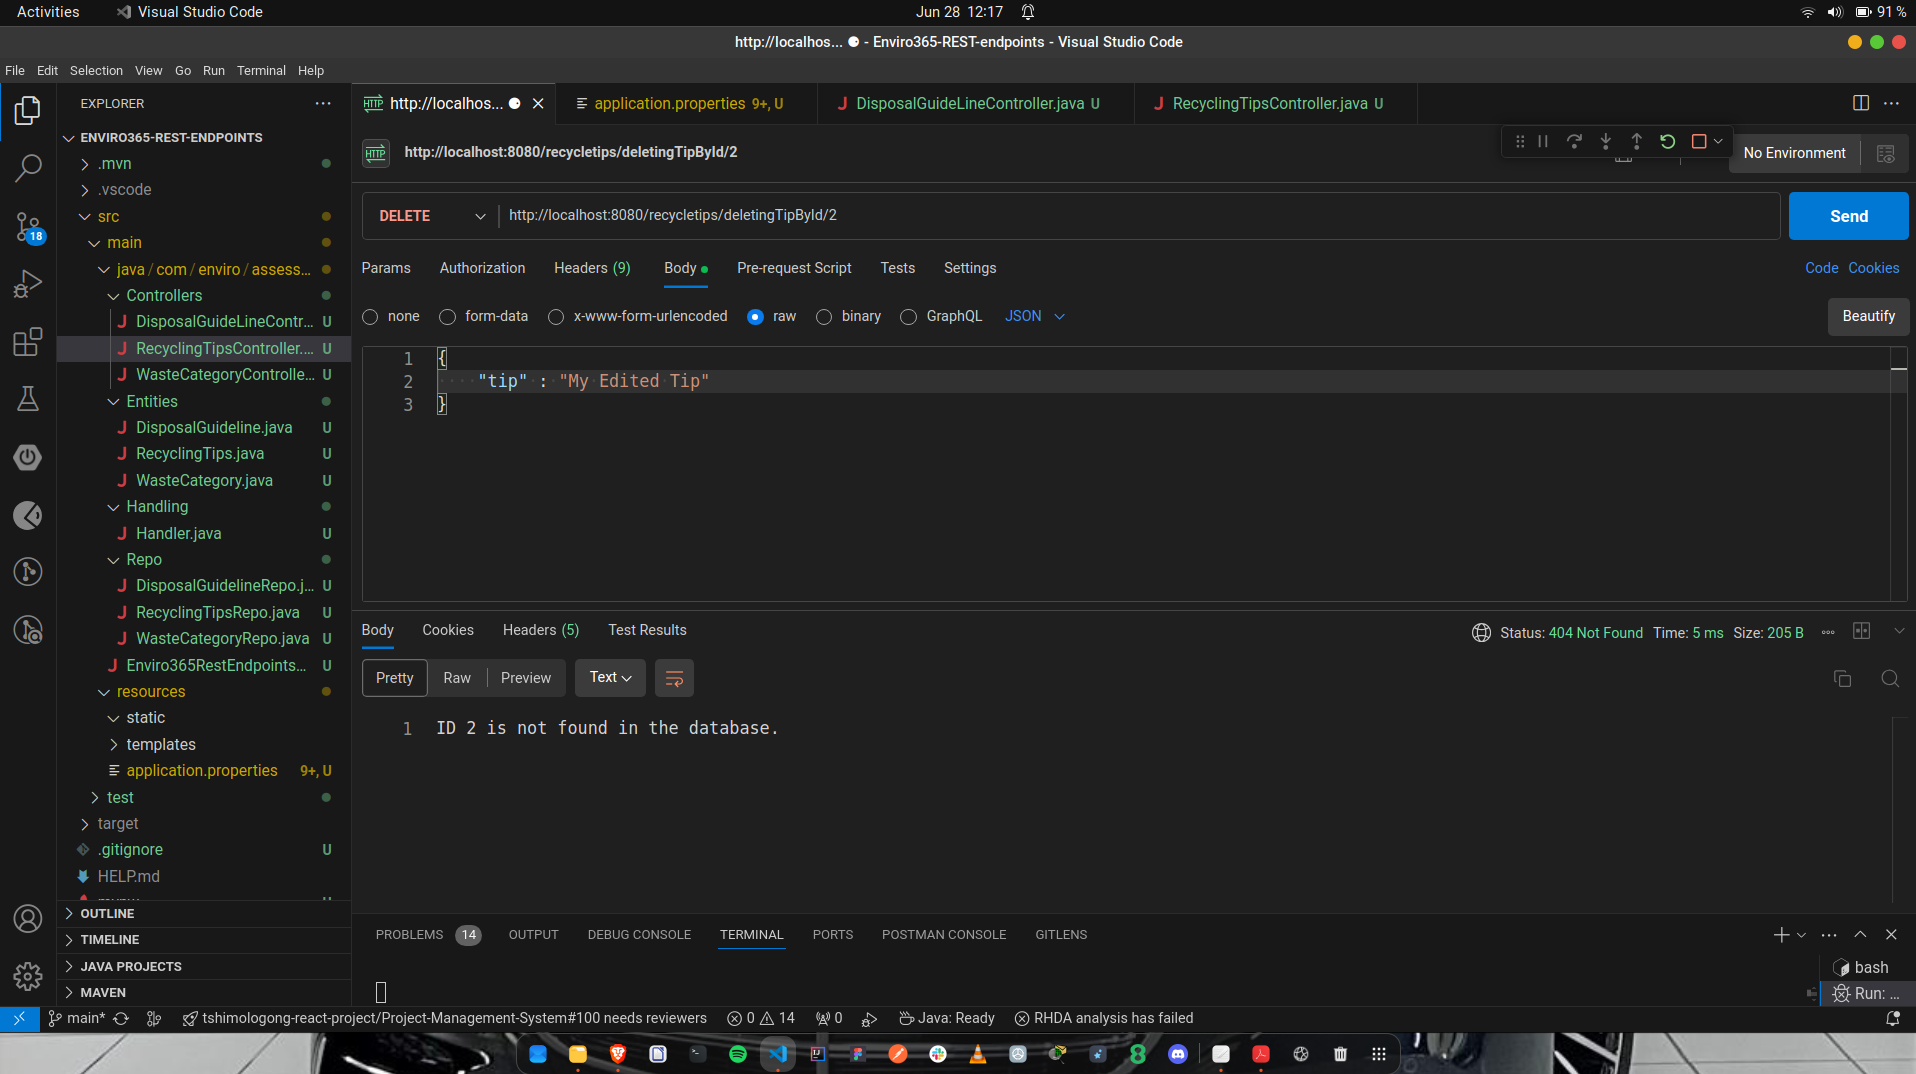 Activities
Visual Studio Code
Jun 28 12:17
91 %
http://localhos... ● - Enviro365-REST-endpoints - Visual Studio Code
File Edit Selection View Go Run Terminal Help
EXPLORER
ENVIRO365-REST-ENDPOINTS
.mvn
.vscode
src
main
java / com / enviro / assess...
Controllers
DisposalGuideLineContr... U
RecyclingTipsController.... U
WasteCategoryControlle... U
Entities
DisposalGuideline.java U
RecyclingTips.java U
WasteCategory.java U
Handling
Handler.java U
Repo
DisposalGuidelineRepo.j... U
RecyclingTipsRepo.java U
WasteCategoryRepo.java U
Enviro365RestEndpoints... U
resources
static
templates
application.properties 9+, U
test
target
.gitignore U
HELP.md
OUTLINE
TIMELINE
JAVA PROJECTS
MAVEN
18
http://localhos...
application.properties 9+, U
DisposalGuideLineController.java U
RecyclingTipsController.java U
HTTP http://localhost:8080/recycletips/deletingTipById/2
No Environment
DELETE http://localhost:8080/recycletips/deletingTipById/2
Send
Params Authorization Headers (9) Body Pre-request Script Tests Settings
Code Cookies
none form-data x-www-form-urlencoded raw binary GraphQL JSON
Beautify
1 {
2 "tip" : "My Edited Tip"
3 }
Body Cookies Headers (5) Test Results
Status: 404 Not Found Time: 5 ms Size: 205 B
Pretty Raw Preview Text
1 ID 2 is not found in the database.
PROBLEMS 14 OUTPUT DEBUG CONSOLE TERMINAL PORTS POSTMAN CONSOLE GITLENS
bash
Run: ...
main* tshimologong-react-project/Project-Management-System#100 needs reviewers 0 14 0 Java: Ready RHDA analysis has failed